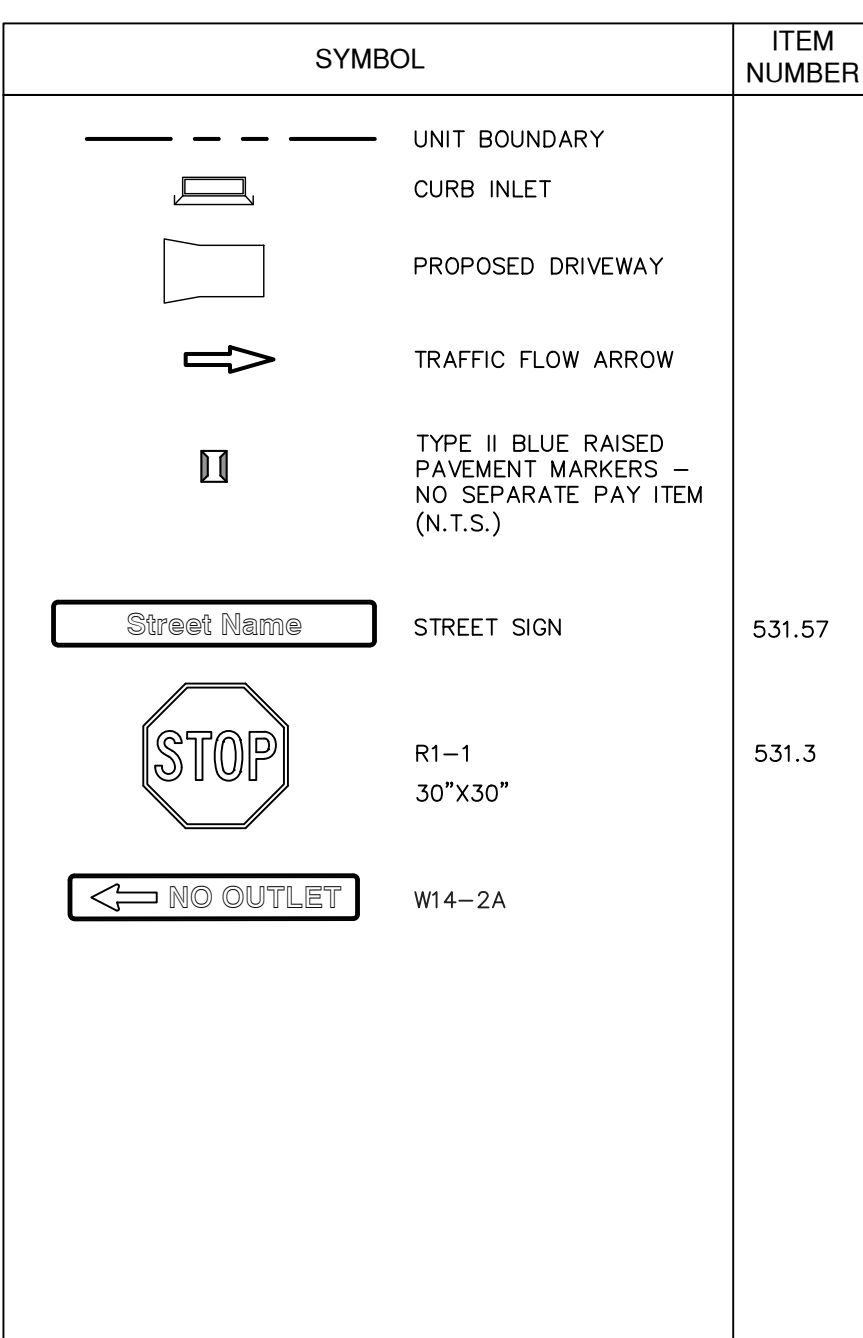 SYMBOL
ITEM
NUMBER
UNIT BOUNDARY
CURB INLET
PROPOSED DRIVEWAY
TRAFFIC FLOW ARROW
TYPE II BLUE RAISED
PAVEMENT MARKERS –
NO SEPARATE PAY ITEM
(N.T.S.)
Street Name STREET SIGN 531.57
STOP R1–1 531.3
30"X30"
NO OUTLET W14–2A